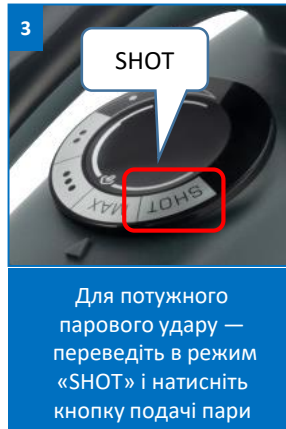 3
SHOT
SHOT
MAX
Для потужного
парового удару —
переведіть в режим
«SHOT» і натисніть
кнопку подачі пари